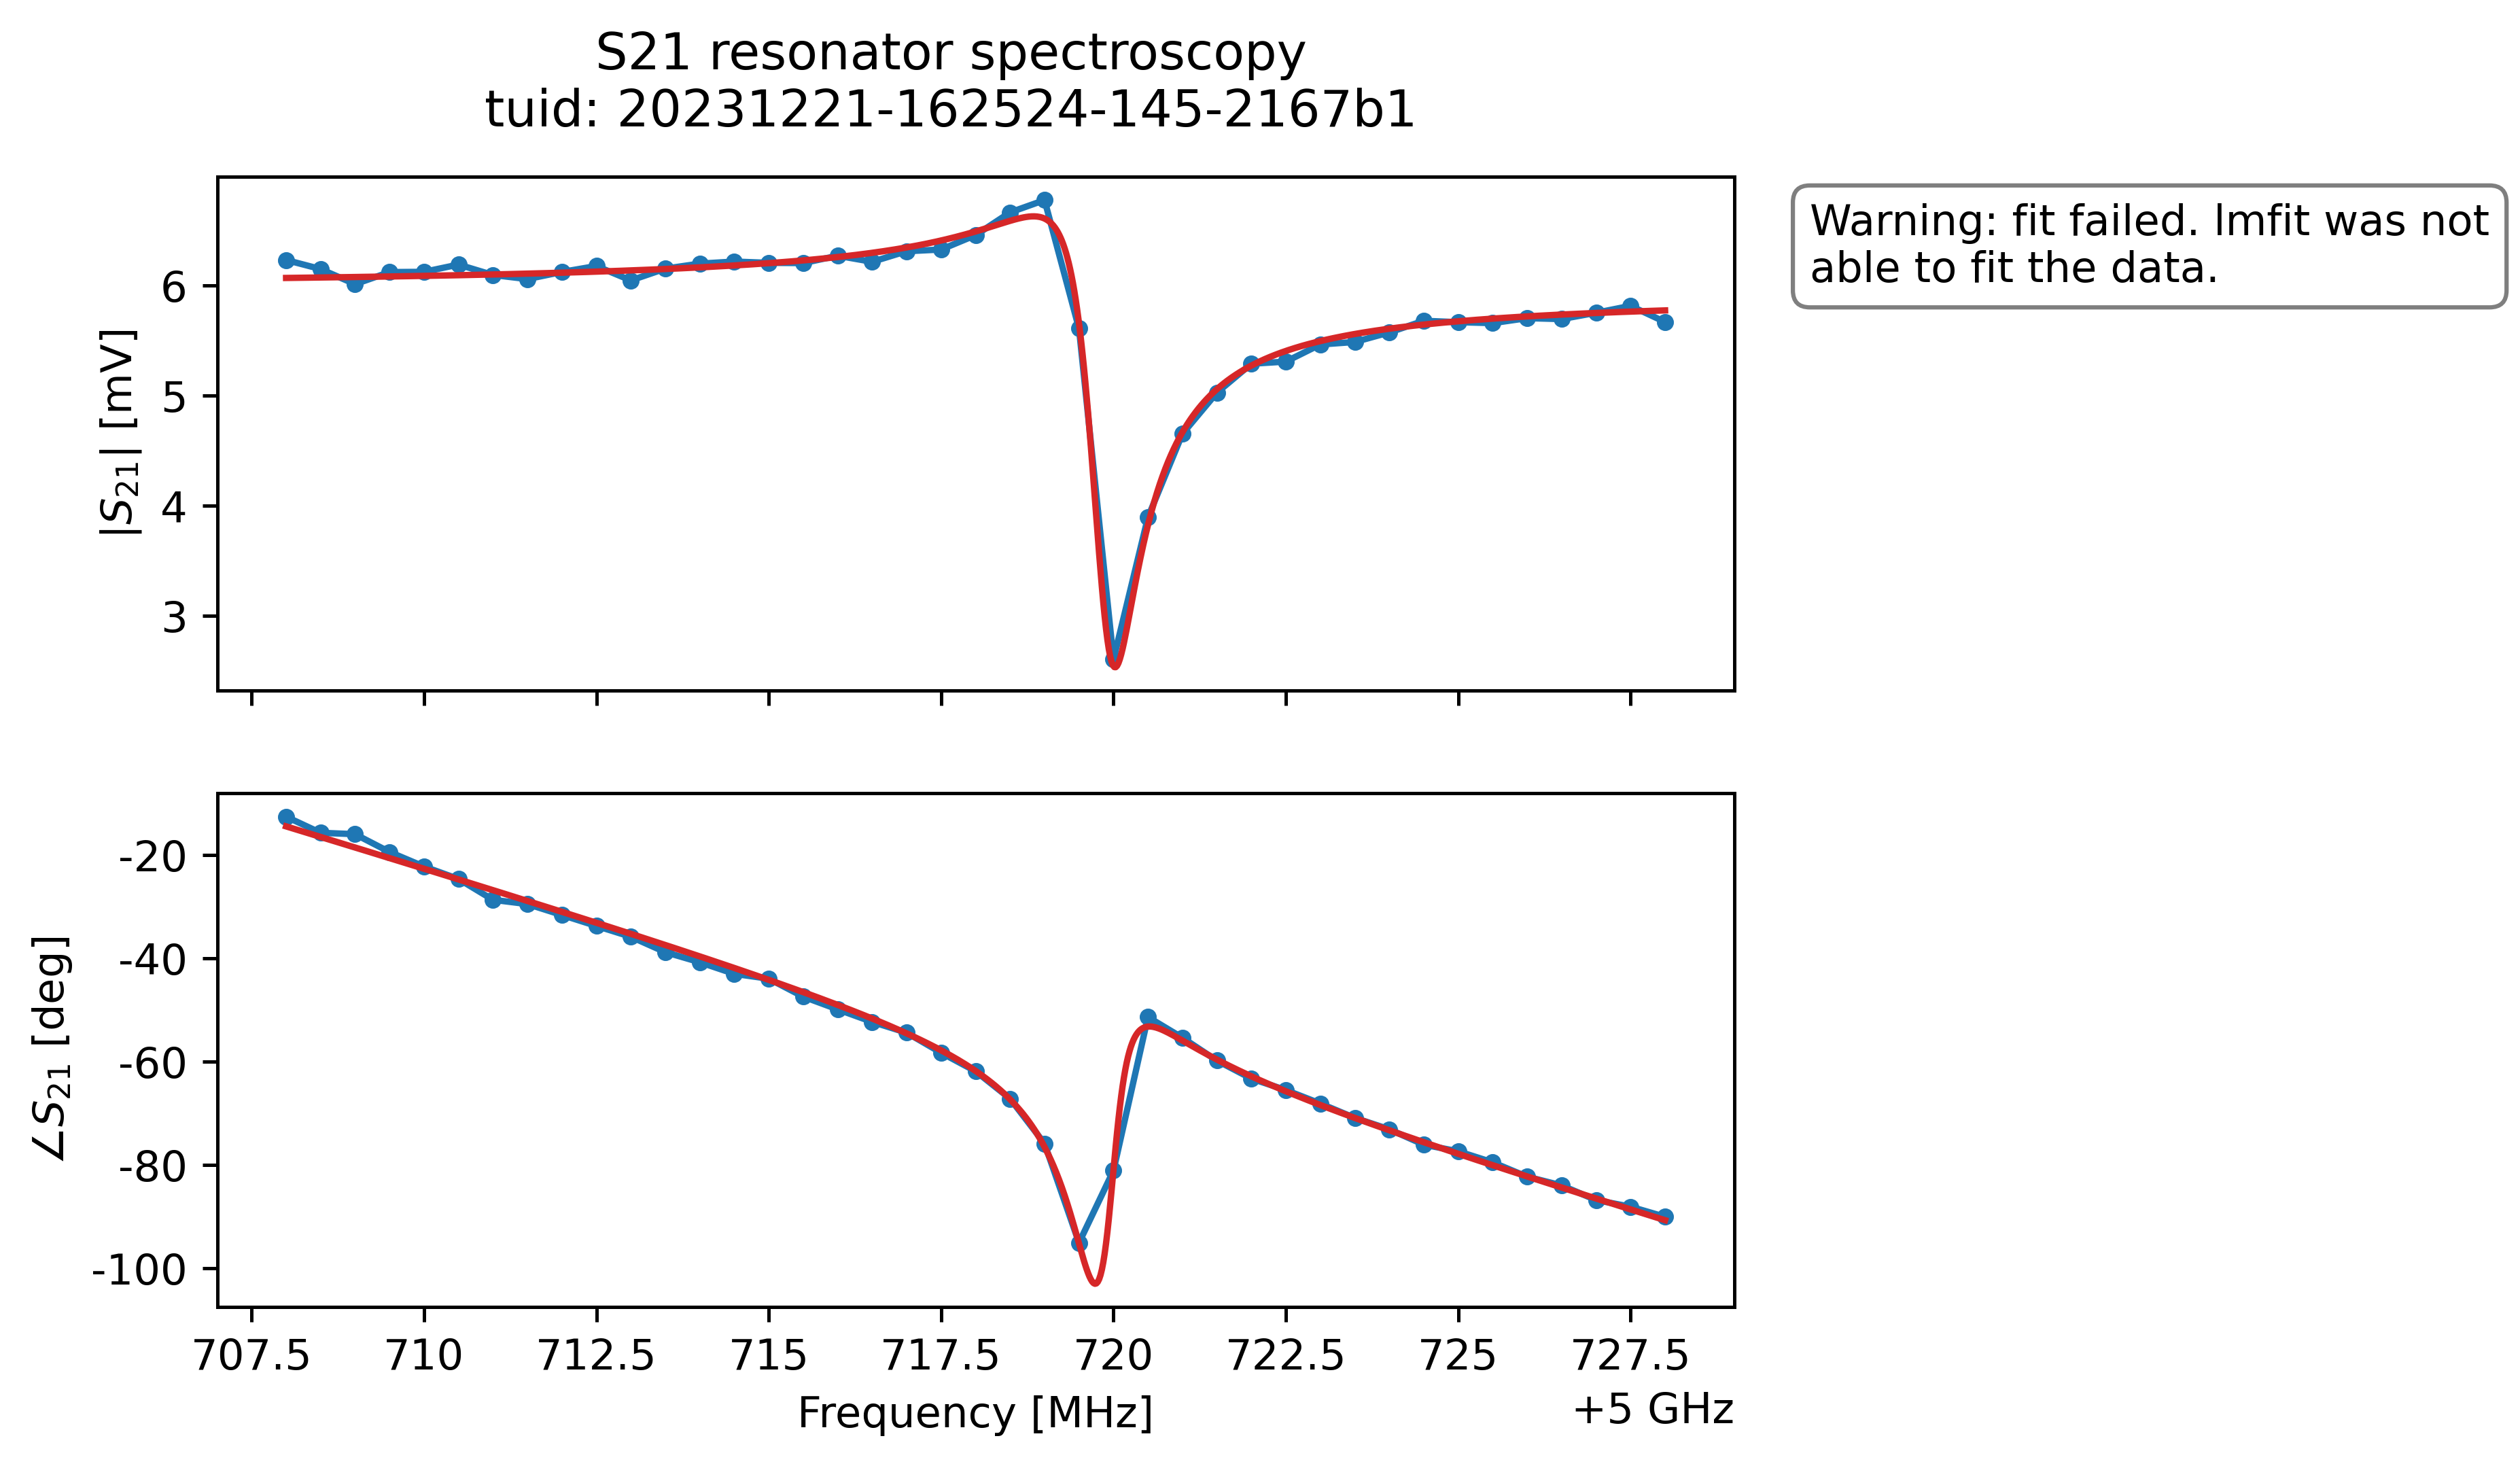 S21 resonator spectroscopy
tuid: 20231221-162524-145-2167b1
Warning: fit failed. lmfit was not
able to fit the data.
|S21| [mV]
6
5
4
3
∠S21 [deg]
-20
-40
-60
-80
-100
707.5 710 712.5 715 717.5 720 722.5 725 727.5
Frequency [MHz]
+5 GHz